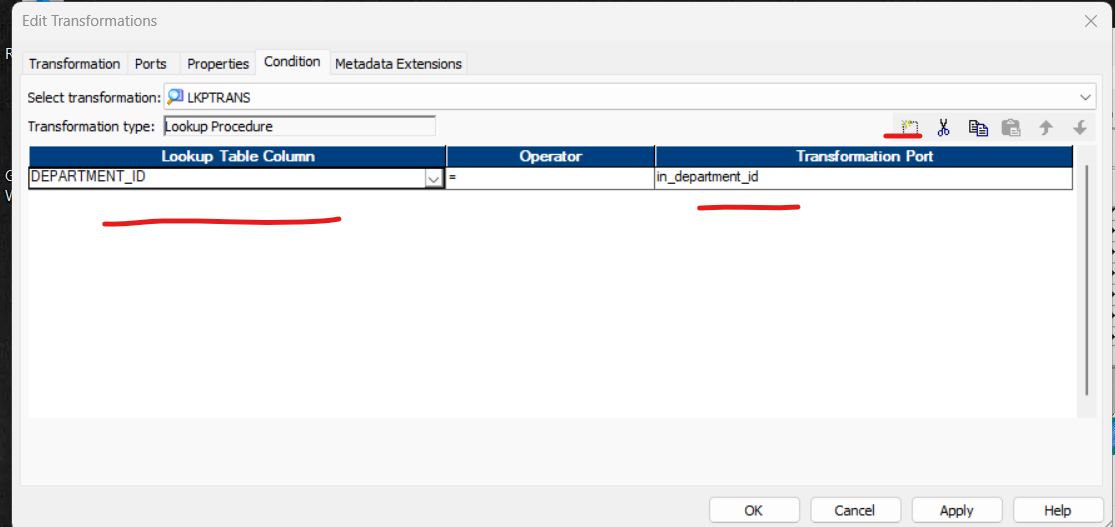 Edit Transformations
R
Transformation Ports Properties Condition Metadata Extensions
Select transformation: LKPTRANS
Transformation type: Lookup Procedure
Lookup Table Column Operator Transformation Port
DEPARTMENT_ID = in_department_id
G
W
OK Cancel Apply Help